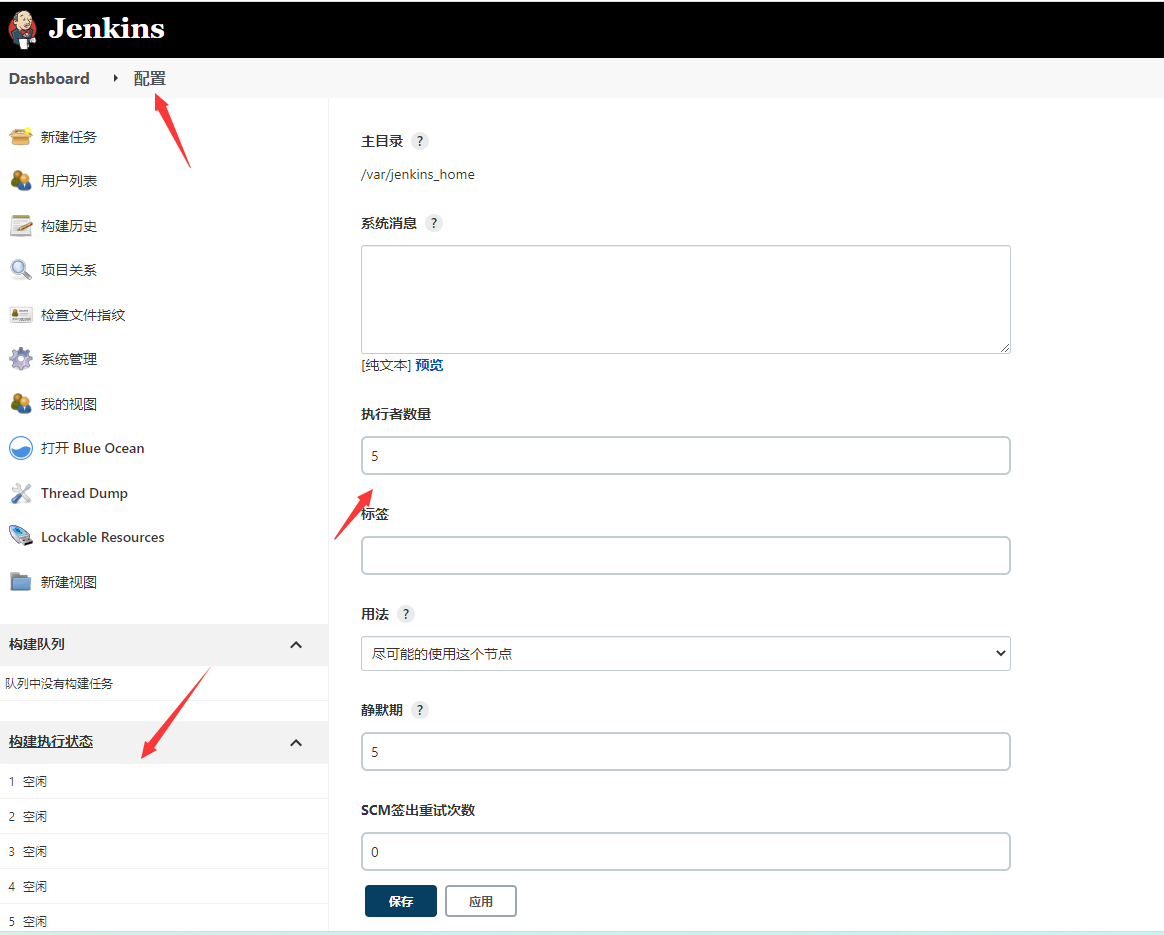 Jenkins
Dashboard
配置
新建任务
用户列表
构建历史
项目关系
检查文件指纹
系统管理
我的视图
打开 Blue Ocean
Thread Dump
Lockable Resources
新建视图
构建队列
队列中没有构建任务
构建执行状态
1 空闲
2 空闲
3 空闲
4 空闲
5 空闲
主目录 ?
/var/jenkins_home
系统消息 ?
[纯文本] 预览
执行者数量
5
标签
用法 ?
尽可能的使用这个节点
静默期 ?
5
SCM签出重试次数
0
保存 应用